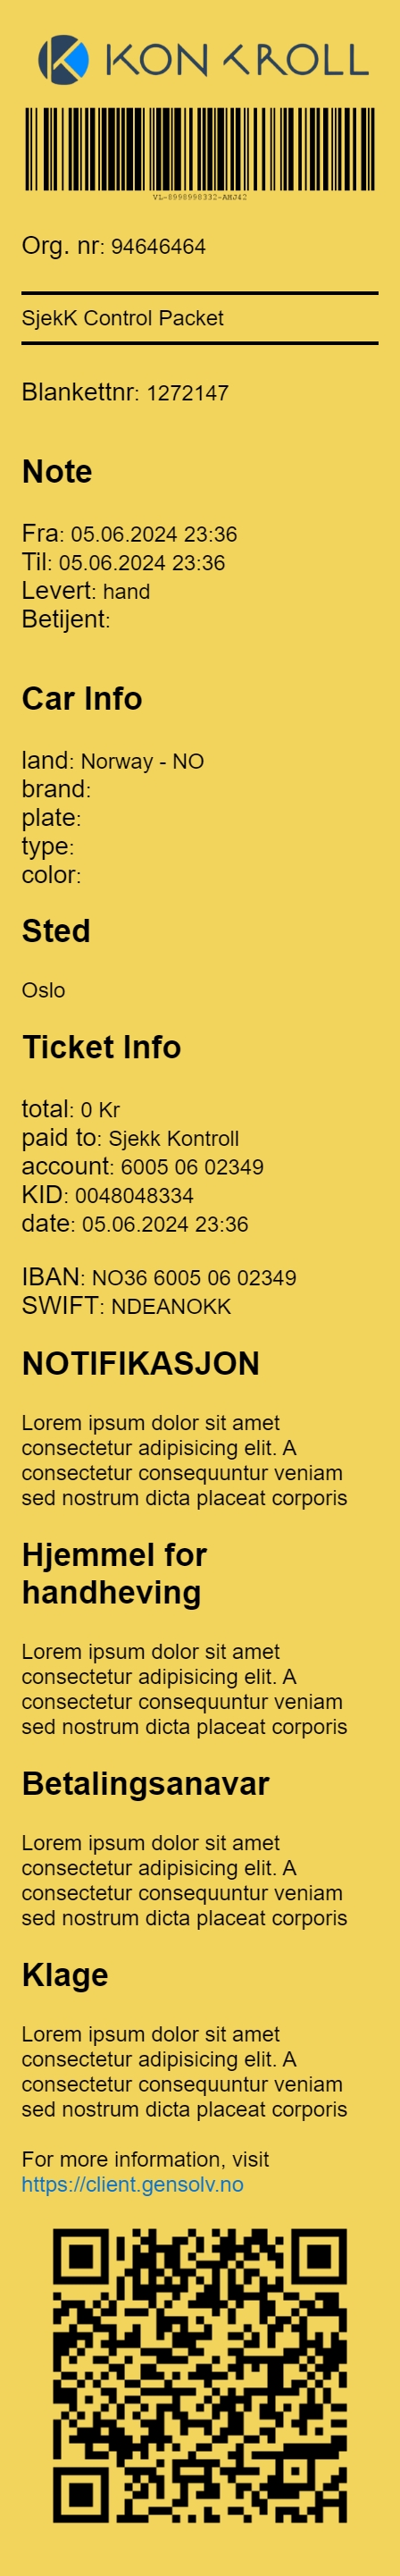 KONTROLL
VL-8998998332-AMJ42
Org. nr: 94646464
SjekK Control Packet
Blankettnr: 1272147
Note
Fra: 05.06.2024 23:36
Til: 05.06.2024 23:36
Levert: hand
Betijent:
Car Info
land: Norway - NO
brand:
plate:
type:
color:
Sted
Oslo
Ticket Info
total: 0 Kr
paid to: Sjekk Kontroll
account: 6005 06 02349
KID: 0048048334
date: 05.06.2024 23:36
IBAN: NO36 6005 06 02349
SWIFT: NDEANOKK
NOTIFIKASJON
Lorem ipsum dolor sit amet
consectetur adipisicing elit. A
consectetur consequuntur veniam
sed nostrum dicta placeat corporis
Hjemmel for
handheving
Lorem ipsum dolor sit amet
consectetur adipisicing elit. A
consectetur consequuntur veniam
sed nostrum dicta placeat corporis
Betalingsanavar
Lorem ipsum dolor sit amet
consectetur adipisicing elit. A
consectetur consequuntur veniam
sed nostrum dicta placeat corporis
Klage
Lorem ipsum dolor sit amet
consectetur adipisicing elit. A
consectetur consequuntur veniam
sed nostrum dicta placeat corporis
For more information, visit
https://client.gensolv.no